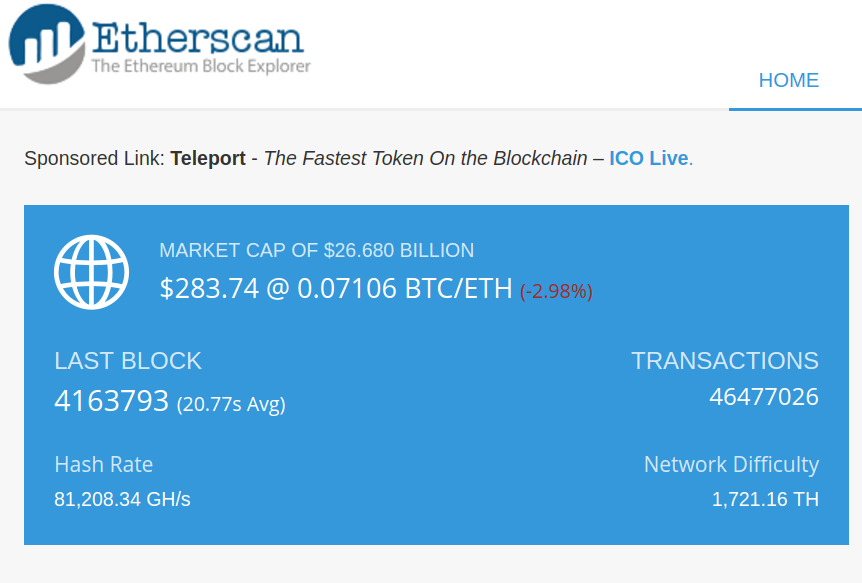 Etherscan
The Ethereum Block Explorer
HOME
Sponsored Link: Teleport - The Fastest Token On the Blockchain – ICO Live.
MARKET CAP OF $26.680 BILLION
$283.74 @ 0.07106 BTC/ETH (-2.98%)
LAST BLOCK
4163793 (20.77s Avg)
TRANSACTIONS
46477026
Hash Rate
81,208.34 GH/s
Network Difficulty
1,721.16 TH